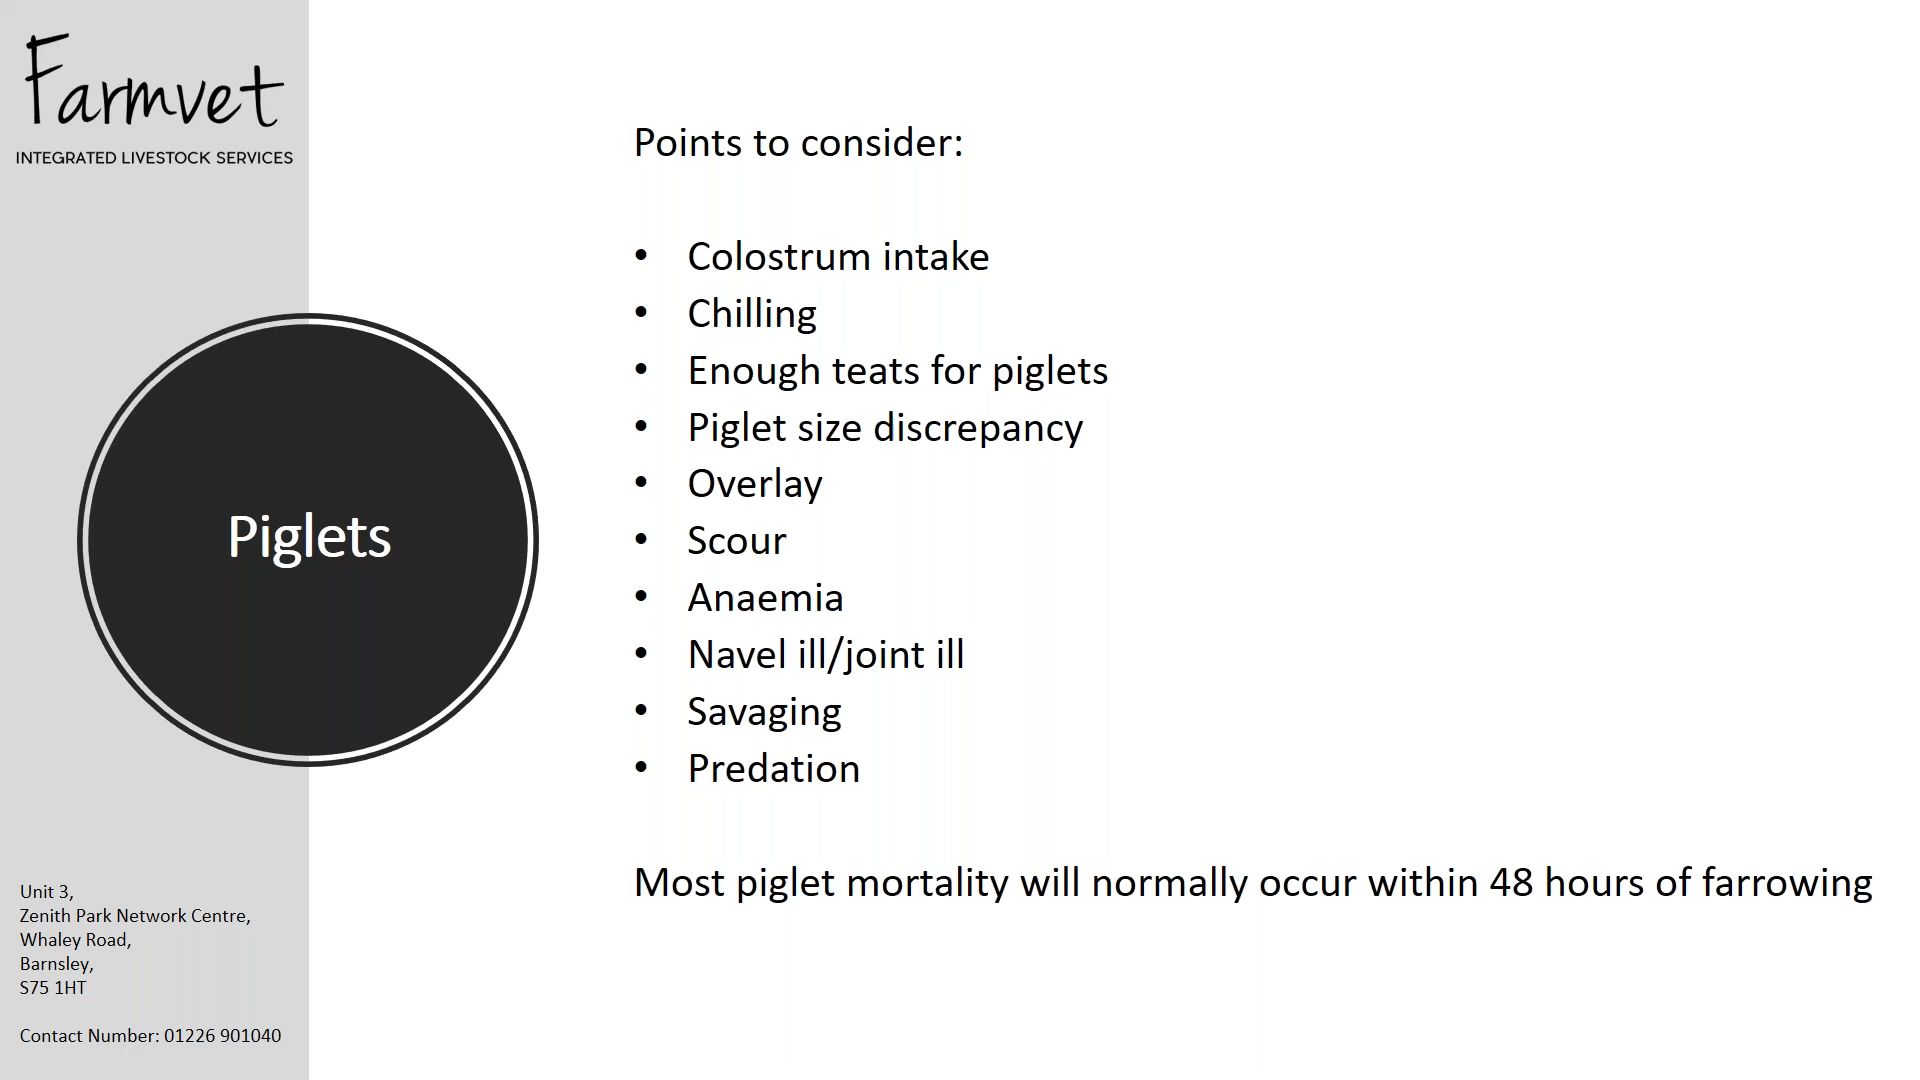 Farmvet
INTEGRATED LIVESTOCK SERVICES
Piglets
Points to consider:
• Colostrum intake
• Chilling
• Enough teats for piglets
• Piglet size discrepancy
• Overlay
• Scour
• Anaemia
• Navel ill/joint ill
• Savaging
• Predation
Most piglet mortality will normally occur within 48 hours of farrowing
Unit 3,
Zenith Park Network Centre,
Whaley Road,
Barnsley,
S75 1HT
Contact Number: 01226 901040